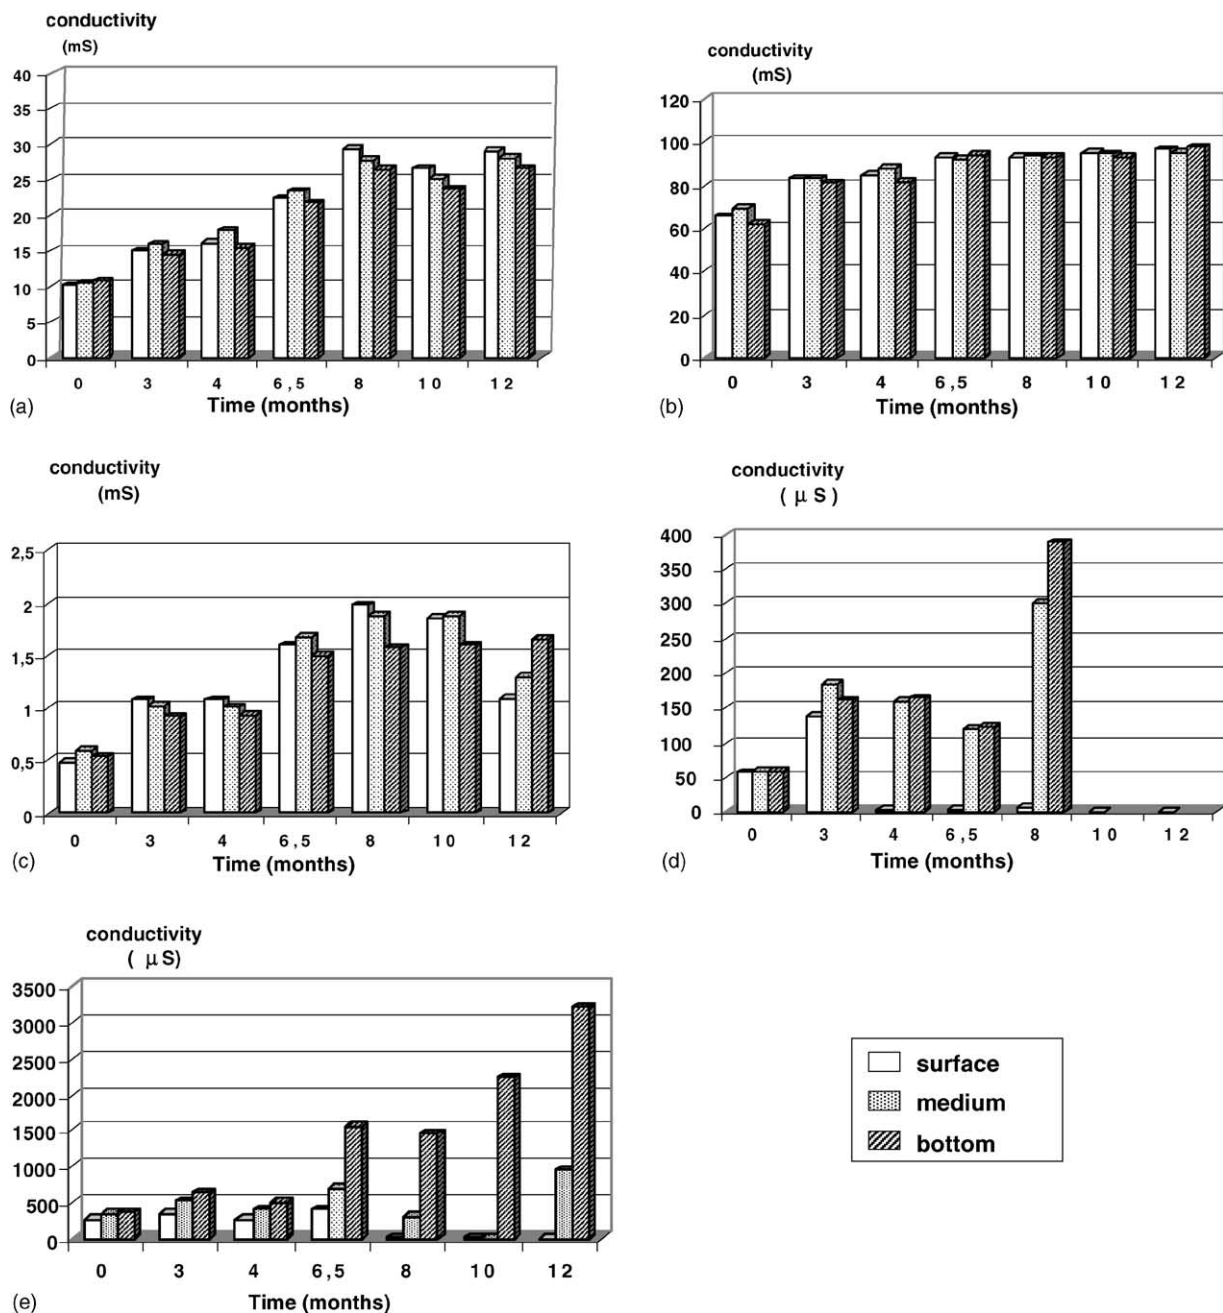 conductivity
(mS)
40
35
30
25
20
15
10
5
0
0 3 4 6,5 8 10 12
(a) Time (months)
conductivity
(mS)
120
100
80
60
40
20
0
0 3 4 6,5 8 10 12
(b) Time (months)
conductivity
(mS)
2,5
2
1,5
1
0,5
0
0 3 4 6,5 8 10 12
(c) Time (months)
conductivity
( μ S )
400
350
300
250
200
150
100
50
0
0 3 4 6,5 8 10 12
(d) Time (months)
conductivity
( μ S)
3500
3000
2500
2000
1500
1000
500
0
0 3 4 6,5 8 10 12
(e) Time (months)
surface
medium
bottom